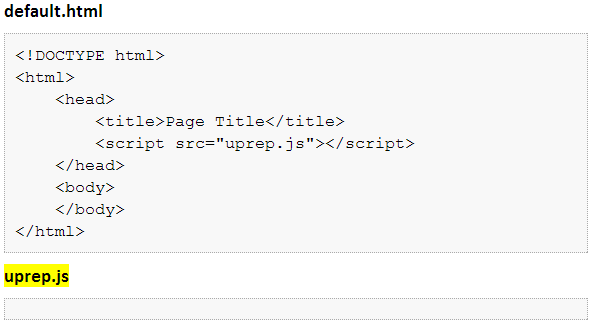 default.html
<!DOCTYPE html>
<html>
    <head>
        <title>Page Title</title>
        <script src="uprep.js"></script>
    </head>
    <body>
    </body>
</html>
uprep.js